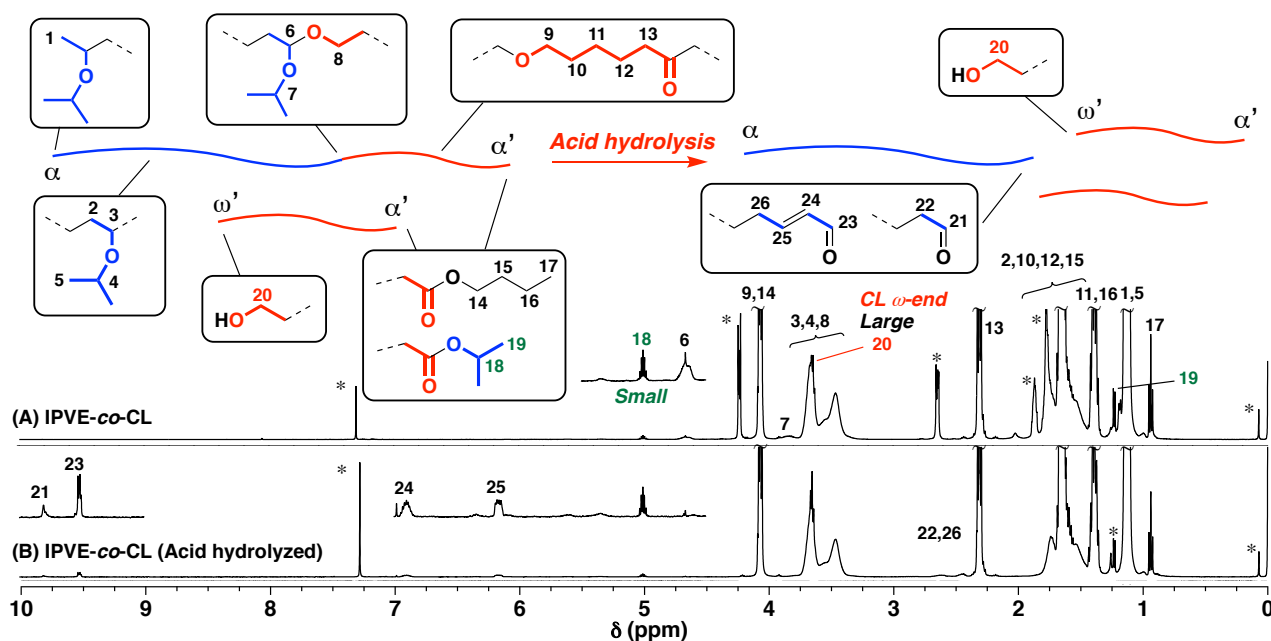 1
O
6
O
8
O
7
9
11
13
O
10
12
O
20
HO
α
α’
Acid hydrolysis
α
ω’
α’
2
3
O
5
4
ω’
α’
20
HO
O
15
17
14
16
O
O
19
18
O
26
24
23
25
O
22
21
O
18
6
Small
*
9,14
3,4,8
CL ω-end
Large
20
*
13
2,10,12,15
*
*
11,16
1,5
17
19
*
*
7
(A) IPVE-co-CL
21
23
*
24
25
22,26
*
*
(B) IPVE-co-CL (Acid hydrolyzed)
10
9
8
7
6
5
4
3
2
1
0
δ (ppm)